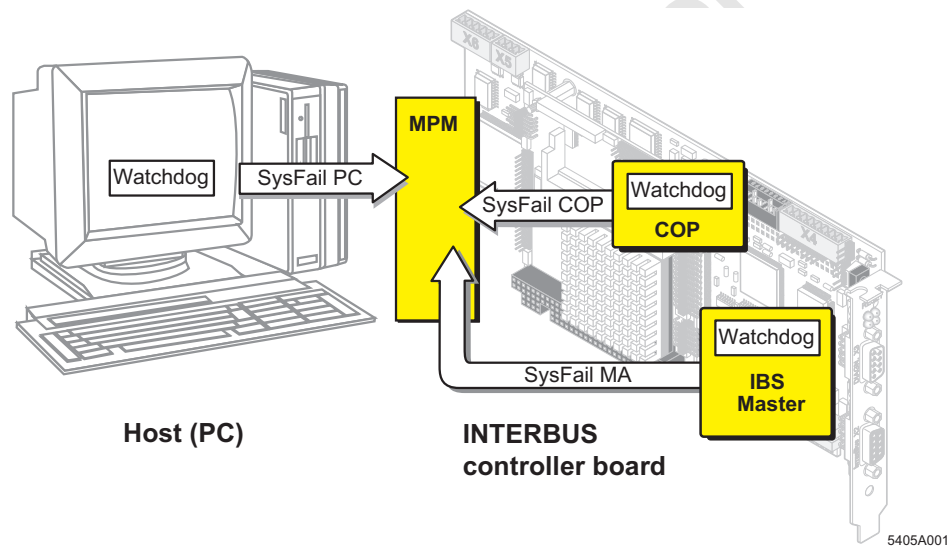 X6
X5
MPM
Watchdog
SysFail PC
Watchdog
SysFail COP
COP
X4
Watchdog
SysFail MA
IBS
Master
Host (PC)
INTERBUS
controller board
5405A001